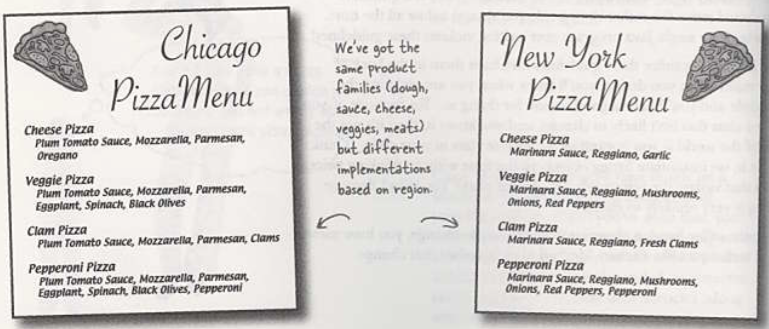 Chicago
Pizza Menu
Cheese Pizza
Plum Tomato Sauce, Mozzarella, Parmesan,
Oregano
Veggie Pizza
Plum Tomato Sauce, Mozzarella, Parmesan,
Eggplant, Spinach, Black Olives
Clam Pizza
Plum Tomato Sauce, Mozzarella, Parmesan, Clams
Pepperoni Pizza
Plum Tomato Sauce, Mozzarella, Parmesan,
Eggplant, Spinach, Black Olives, Pepperoni
We've got the
same product
families (dough,
sauce, cheese,
veggies, meats)
but different
implementations
based on region.
New York
Pizza Menu
Cheese Pizza
Marinara Sauce, Reggiano, Garlic
Veggie Pizza
Marinara Sauce, Reggiano, Mushrooms,
Onions, Red Peppers
Clam Pizza
Marinara Sauce, Reggiano, Fresh Clams
Pepperoni Pizza
Marinara Sauce, Reggiano, Mushrooms,
Onions, Red Peppers, Pepperoni